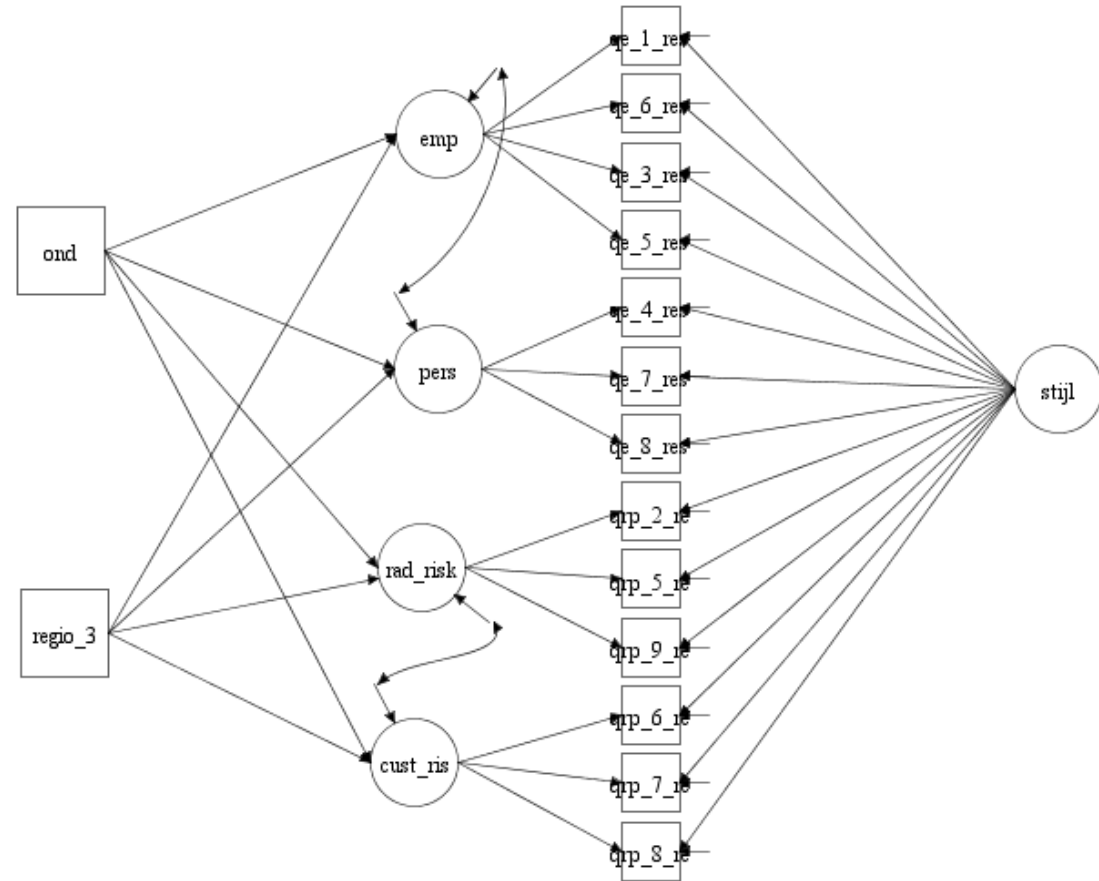 ond
regio_3
emp
pers
rad_risk
cust_ris
qe_1_res
qe_6_res
qe_3_res
qe_5_res
qe_4_res
qe_7_res
qe_8_res
qrp_2_re
qrp_5_re
qrp_9_re
qrp_6_re
qrp_7_re
qrp_8_re
stijl